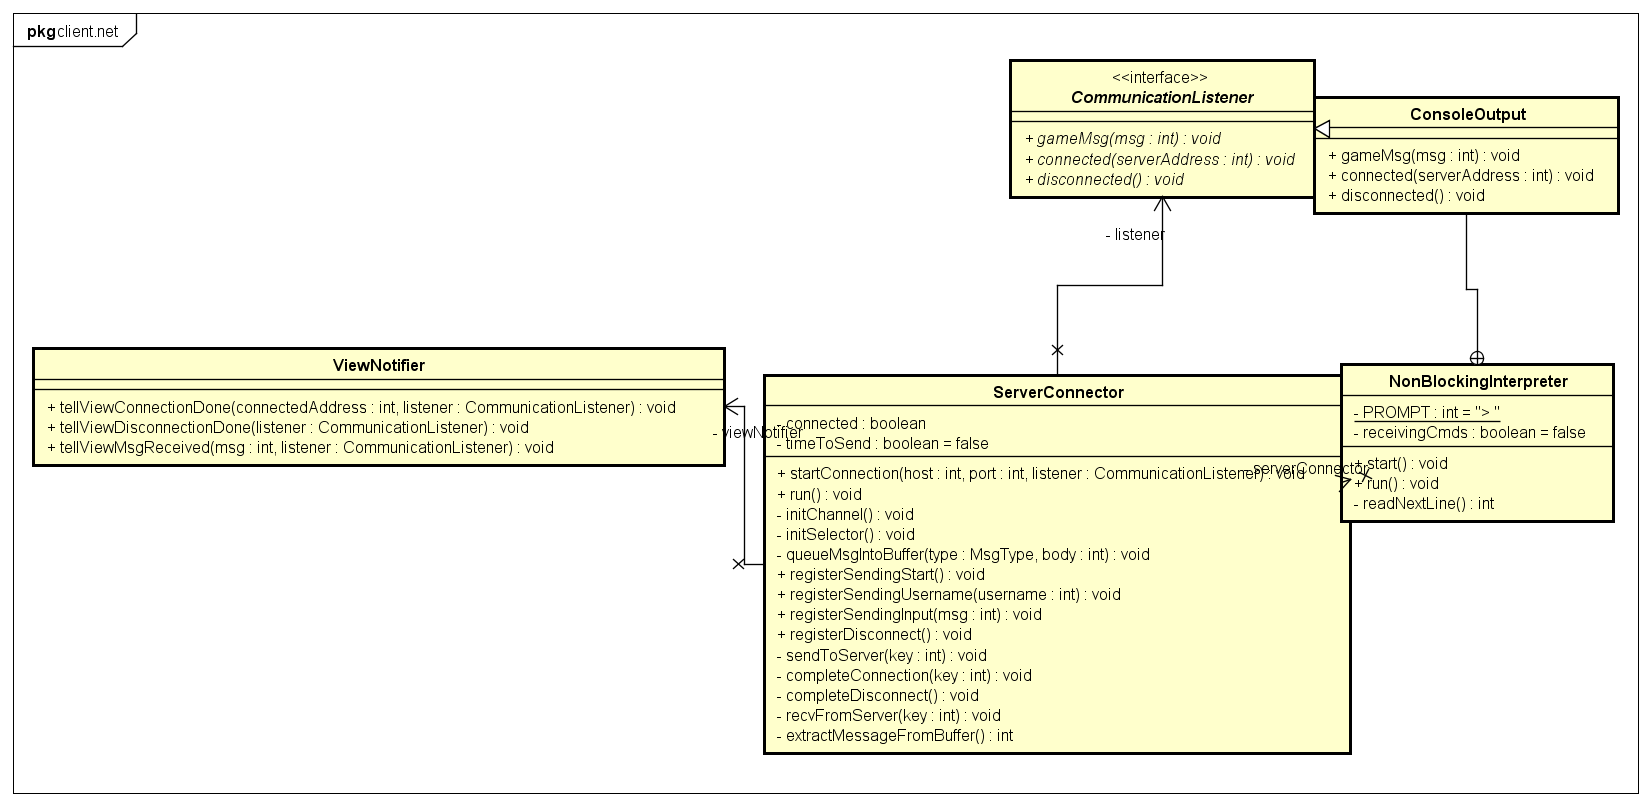 pkg client.net
<<interface>>
CommunicationListener
+ gameMsg(msg : int) : void
+ connected(serverAddress : int) : void
+ disconnected() : void
ConsoleOutput
+ gameMsg(msg : int) : void
+ connected(serverAddress : int) : void
+ disconnected() : void
- listener
ViewNotifier
+ tellViewConnectionDone(connectedAddress : int, listener : CommunicationListener) : void
+ tellViewDisconnectionDone(listener : CommunicationListener) : void
+ tellViewMsgReceived(msg : int, listener : CommunicationListener) : void
- viewNotifier
ServerConnector
- connected : boolean
- timeToSend : boolean = false
+ startConnection(host : int, port : int, listener : CommunicationListener) : void
+ run() : void
- initChannel() : void
- initSelector() : void
- queueMsgIntoBuffer(type : MsgType, body : int) : void
+ registerSendingStart() : void
+ registerSendingUsername(username : int) : void
+ registerSendingInput(msg : int) : void
+ registerDisconnect() : void
- sendToServer(key : int) : void
- completeConnection(key : int) : void
- completeDisconnect() : void
- recvFromServer(key : int) : void
- extractMessageFromBuffer() : int
- serverConnector
NonBlockingInterpreter
- PROMPT : int = "> "
- receivingCmds : boolean = false
+ start() : void
+ run() : void
- readNextLine() : int